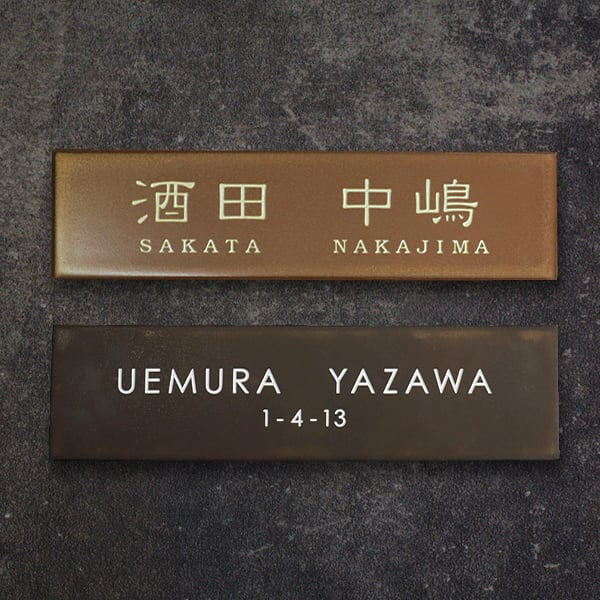 酒田 中嶋
SAKATA NAKAJIMA
UEMURA YAZAWA
1-4-13